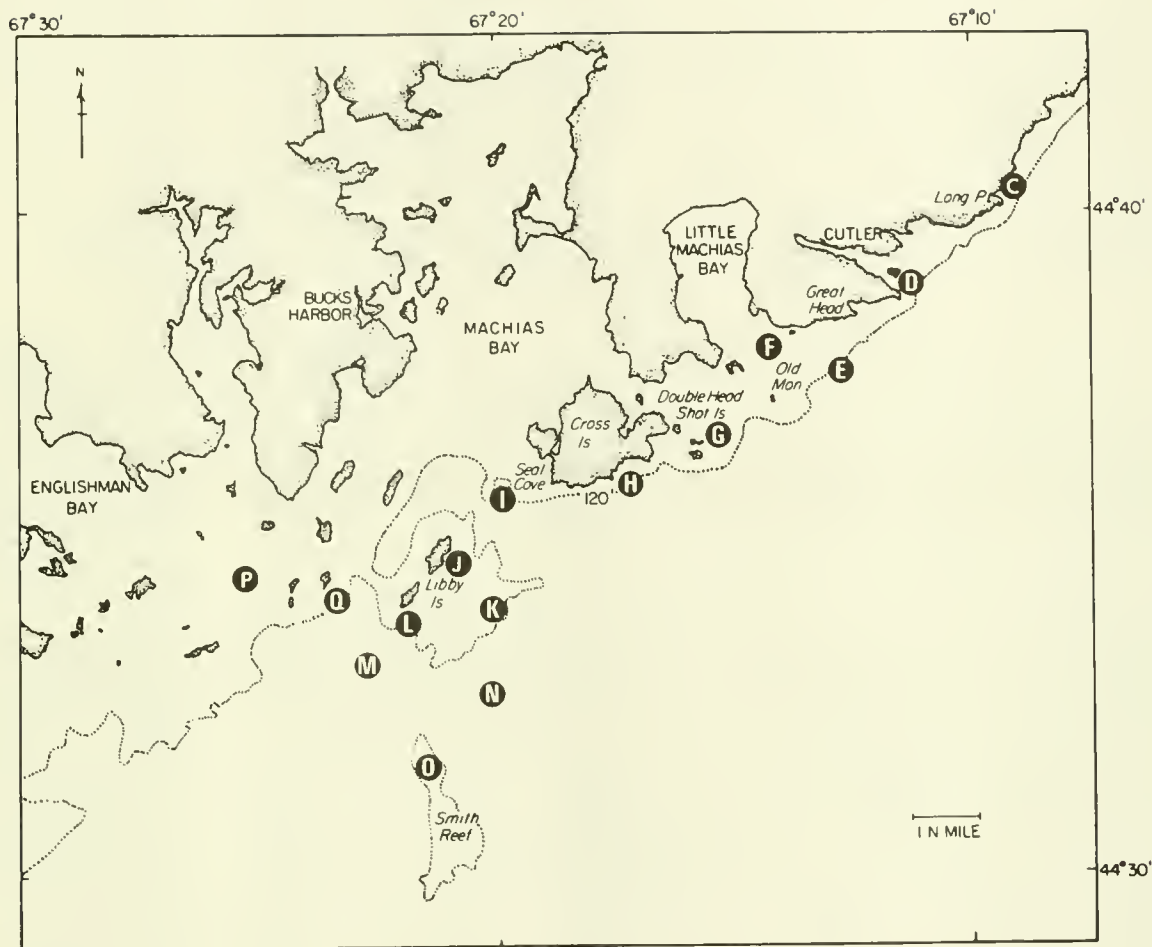 67°30'
67°20'
67°10'
N
C
Long Pt
44°40'
CUTLER
LITTLE
MACHIAS
BAY
D
Great
Head
BUCKS
HARBOR
MACHIAS
BAY
F
E
Old
Man
Double Head
Shot Is
G
Cross
Is
Seal
Cove
H
120'
I
ENGLISHMAN
BAY
J
Libby
Is
P
Q
K
L
M
N
O
Smith
Reef
1 N MILE
44°30'